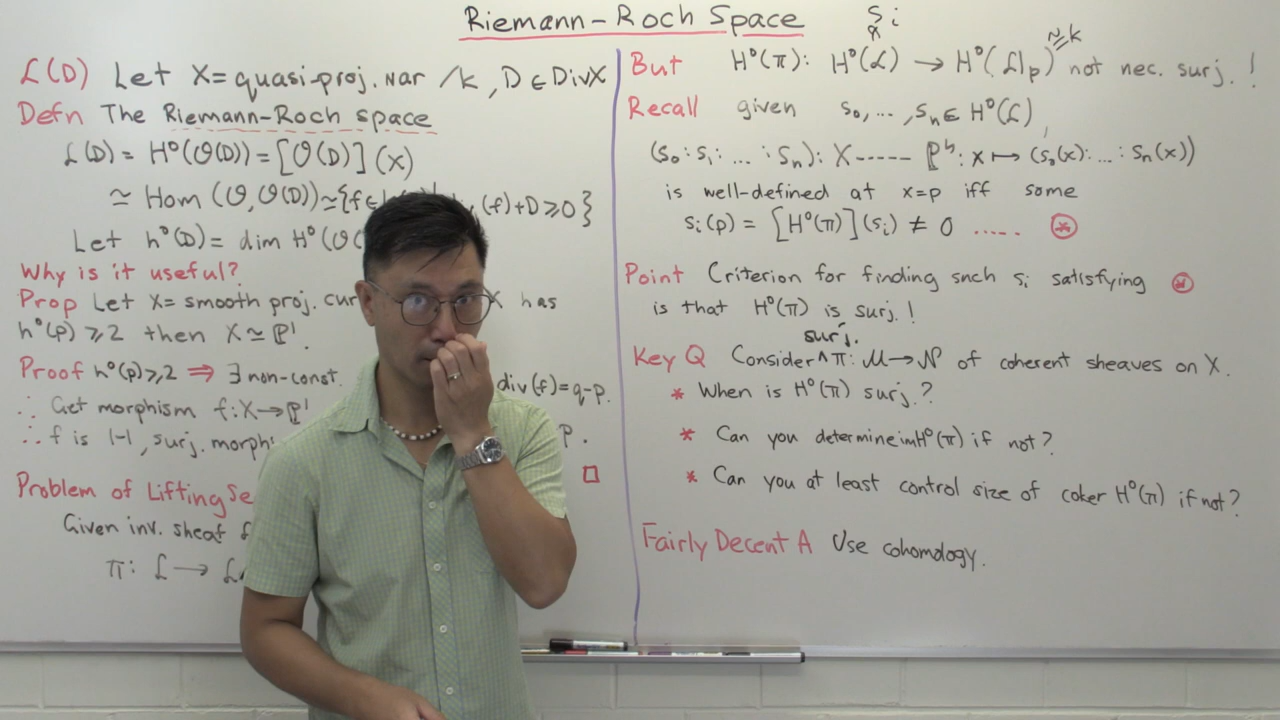 Riemann-Roch Space
L(D) Let X= quasi-proj. var /k, D ∈ Div X
Defn The Riemann-Roch space
L(D) = H⁰(O(D)) = [O(D)](X)
≃ Hom (O, O(D)) ≃ {f ∈ (f)+D ≥ 0}
Let h⁰(D) = dim H⁰(O(
Why is it useful?
Prop Let X= smooth proj. X has
h⁰(p) ≥ 2 then X ≃ P¹.
Proof h⁰(p) ≥ 2 ⇒ ∃ non-const. div(f)=q-p.
∴ Get morphism f: X → P¹
∴ f is 1-1, surj. p.
□
Problem of Lifting
Given inv. sheaf
π: L →
s_i
But H⁰(π): H⁰(L) → H⁰(L|p) ≃k not nec. surj. !
Recall given s₀, ..., sₙ ∈ H⁰(L),
(s₀: s₁: ... : sₙ): X ----- Pⁿ: x ↦ (s₀(x): ... : sₙ(x))
is well-defined at x=p iff some
sᵢ(p) = [H⁰(π)](sᵢ) ≠ 0 ..... ⊛
Point Criterion for finding such sᵢ satisfying ⊛
is that H⁰(π) is surj. !
surj.
Key Q Consider ^ π: M → N of coherent sheaves on X.
* When is H⁰(π) surj.?
* Can you determine im H⁰(π) if not?
* Can you at least control size of coker H⁰(π) if not?
Fairly Decent A Use cohomology.